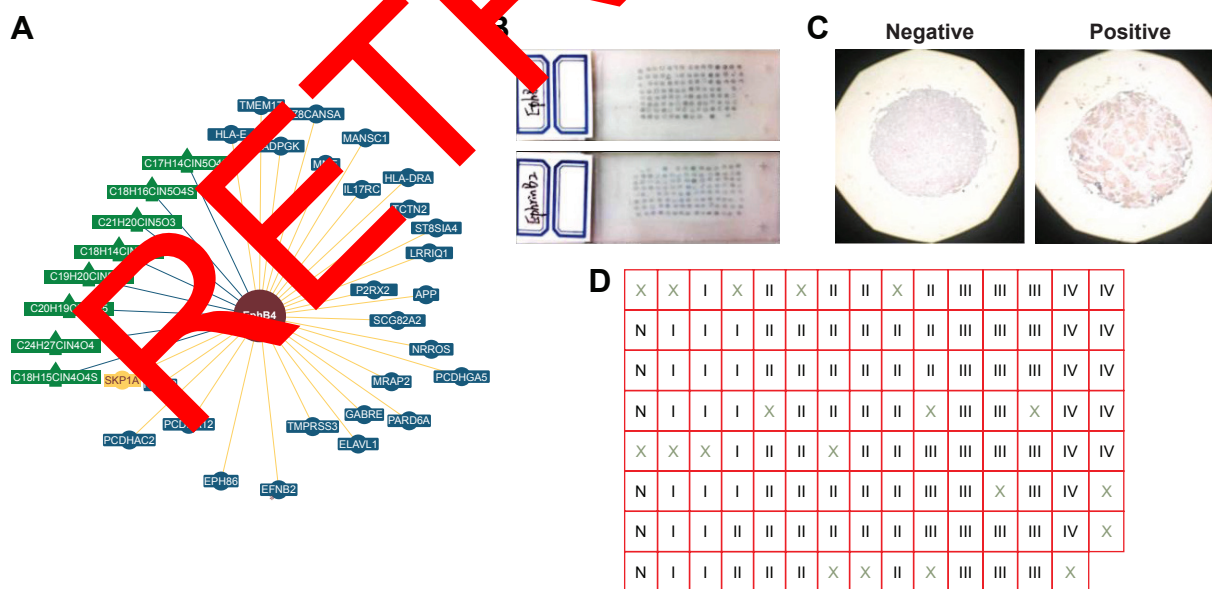 A
B
C
Negative
Positive
TMEM17
Z8CANSA
HLA-E
ADPGK
MANSC1
C17H14ClN5O4
IL17RC
HLA-DRA
C18H16ClN5O4S
TCTN2
ST8SIA4
C21H20ClN5O3
LRRIQ1
C18H14ClN
C19H20ClN
P2RX2
APP
C20H19C
EphB4
SCG82A2
C24H27ClN4O4
NRROS
C18H15ClN4O4S
SKP1A
MRAP2
PCDHGA5
GABRE
PARD6A
PCDHAC2
TMPRSS3
ELAVL1
EPH86
EFNB2
EphrinB2
D
X X I X II X II II X II III III III IV IV
N I I I II II II II II II III III III IV IV
N I I I II II II II II II III III III IV IV
N I I I X II II II II X III III X IV IV
X X X I II II X II II III III III III IV IV
N I I I II II II II II III III X III IV X
N I I II II II II II II III III III III IV X
N I I II II II X X II X III III III X
RETR